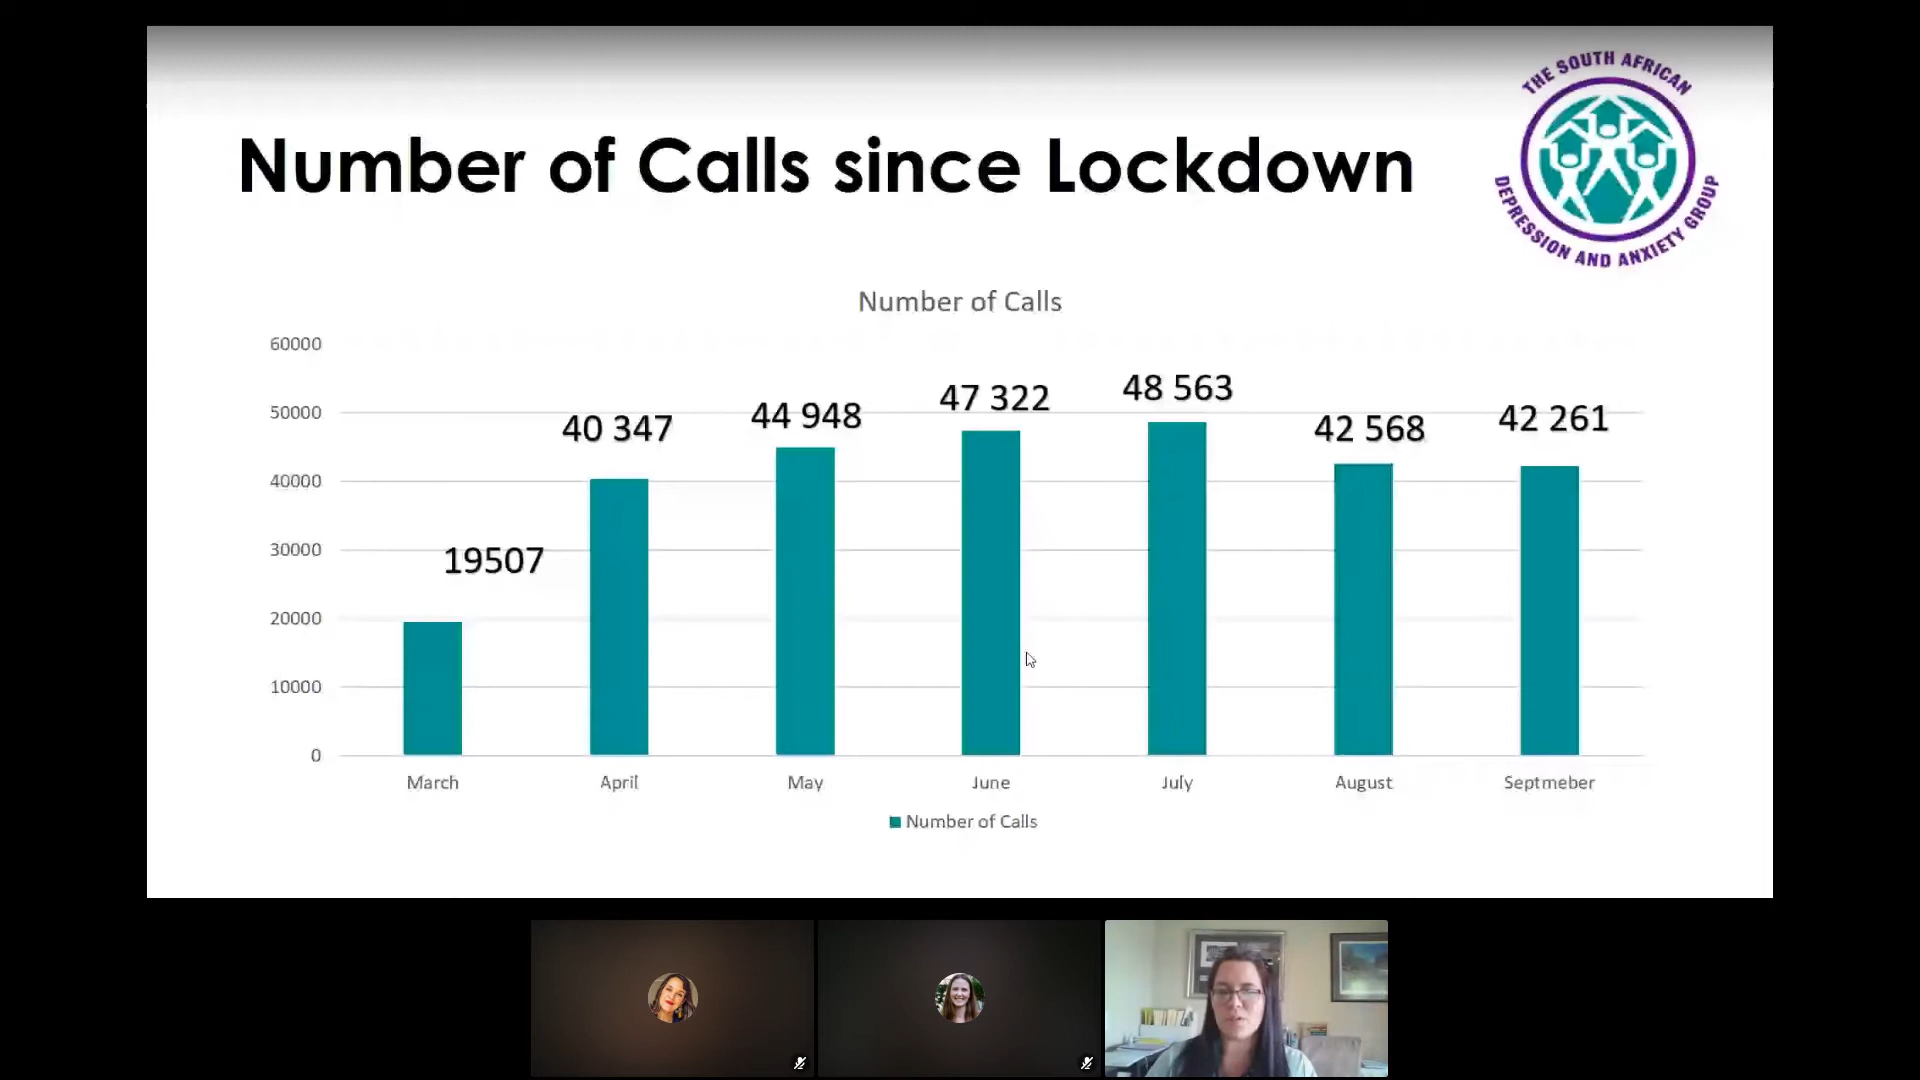 THE SOUTH AFRICAN
DEPRESSION AND ANXIETY GROUP
Number of Calls since Lockdown
Number of Calls
60000
50000
40000
30000
20000
10000
0
19507
40 347
44 948
47 322
48 563
42 568
42 261
March April May June July August Septmeber
Number of Calls